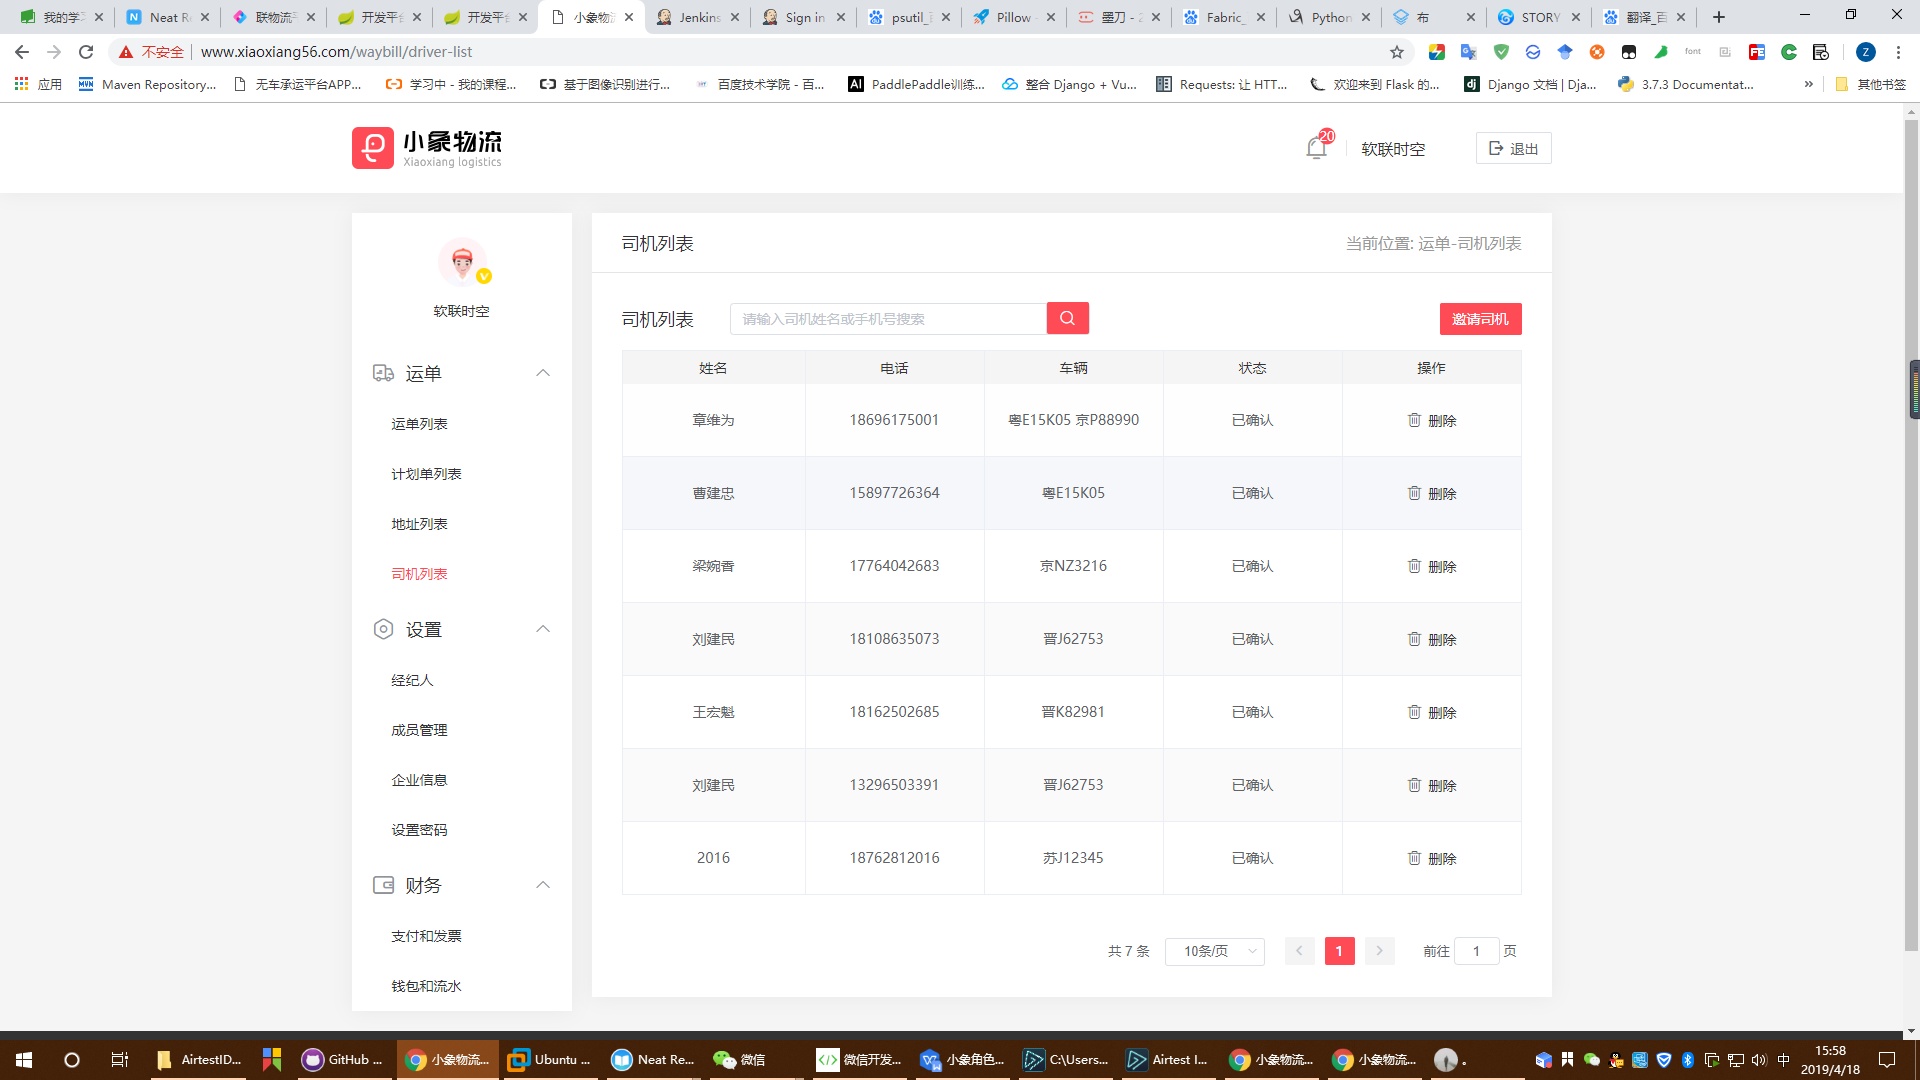 我的学习
Neat R
联物流
开发平台
开发平台
小象物流
Jenkins
Sign in
psutil_
Pillow
墨刀 -
Fabric_
Python
布
STORY
翻译_百
不安全
www.xiaoxiang56.com/waybill/driver-list
应用
Maven Repository...
无车承运平台APP...
学习中 - 我的课程...
基于图像识别进行...
百度技术学院 - 百...
PaddlePaddle训练...
整合 Django + Vu...
Requests: 让 HTT...
欢迎来到 Flask 的...
Django 文档 | Dja...
3.7.3 Documentat...
»
其他书签
小象物流
Xiaoxiang logistics
20
软联时空
退出
软联时空
运单
运单列表
计划单列表
地址列表
司机列表
设置
经纪人
成员管理
企业信息
设置密码
财务
支付和发票
钱包和流水
司机列表
当前位置: 运单-司机列表
司机列表
请输入司机姓名或手机号搜索
邀请司机
姓名 电话 车辆 状态 操作
章维为 18696175001 粤E15K05 京P88990 已确认 删除
曹建忠 15897726364 粤E15K05 已确认 删除
梁婉香 17764042683 京NZ3216 已确认 删除
刘建民 18108635073 晋J62753 已确认 删除
王宏魁 18162502685 晋K82981 已确认 删除
刘建民 13296503391 晋J62753 已确认 删除
2016 18762812016 苏J12345 已确认 删除
共 7 条
10条/页
1
前往 1 页
AirtestID...
GitHub ...
小象物流...
Ubuntu ...
Neat Re...
微信
微信开发...
小象角色...
C:\Users...
Airtest I...
小象物流...
小象物流...
中
15:58
2019/4/18